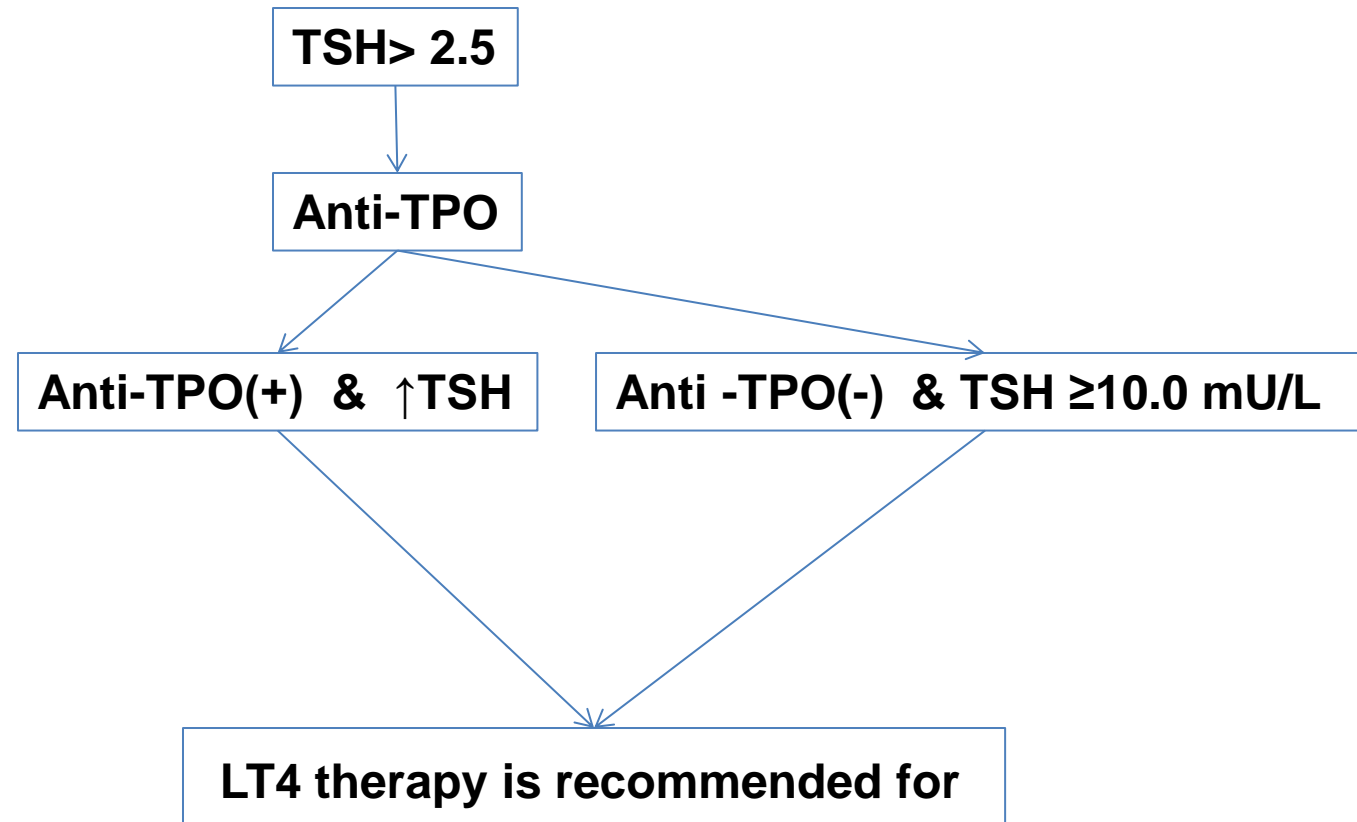 TSH> 2.5
Anti-TPO
Anti-TPO(+) & ↑TSH
Anti -TPO(-) & TSH ≥10.0 mU/L
LT4 therapy is recommended for